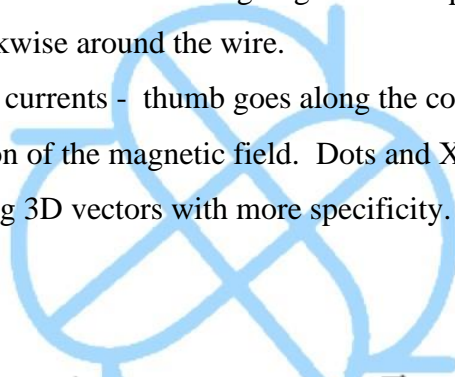 kwise around the wire.
currents - thumb goes along the co
on of the magnetic field. Dots and X
g 3D vectors with more specificity.